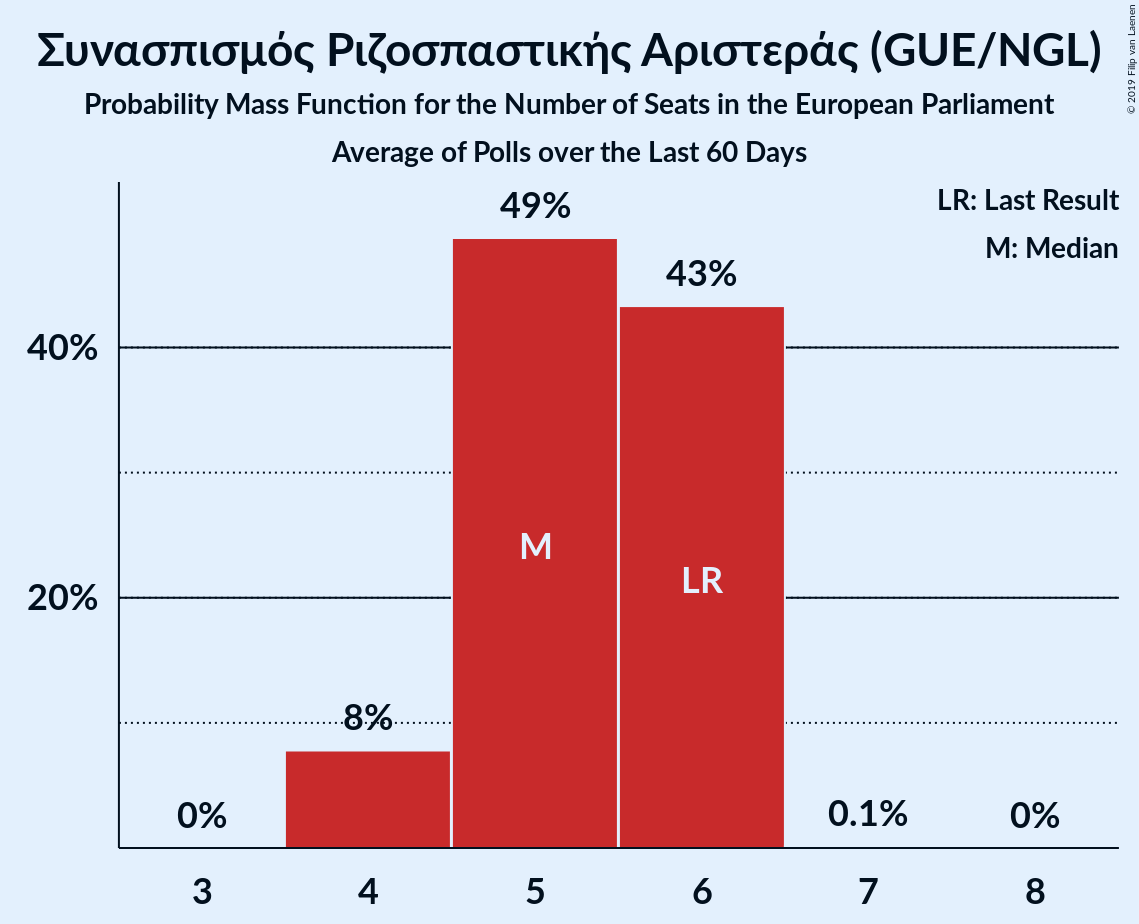 Συνασπισμός Ριζοσπαστικής Αριστεράς (GUE/NGL)
Probability Mass Function for the Number of Seats in the European Parliament
Average of Polls over the Last 60 Days
© 2019 Filip van Laenen
LR: Last Result
M: Median
49%
43%
40%
M
LR
20%
8%
0%
0.1%
0%
3 4 5 6 7 8